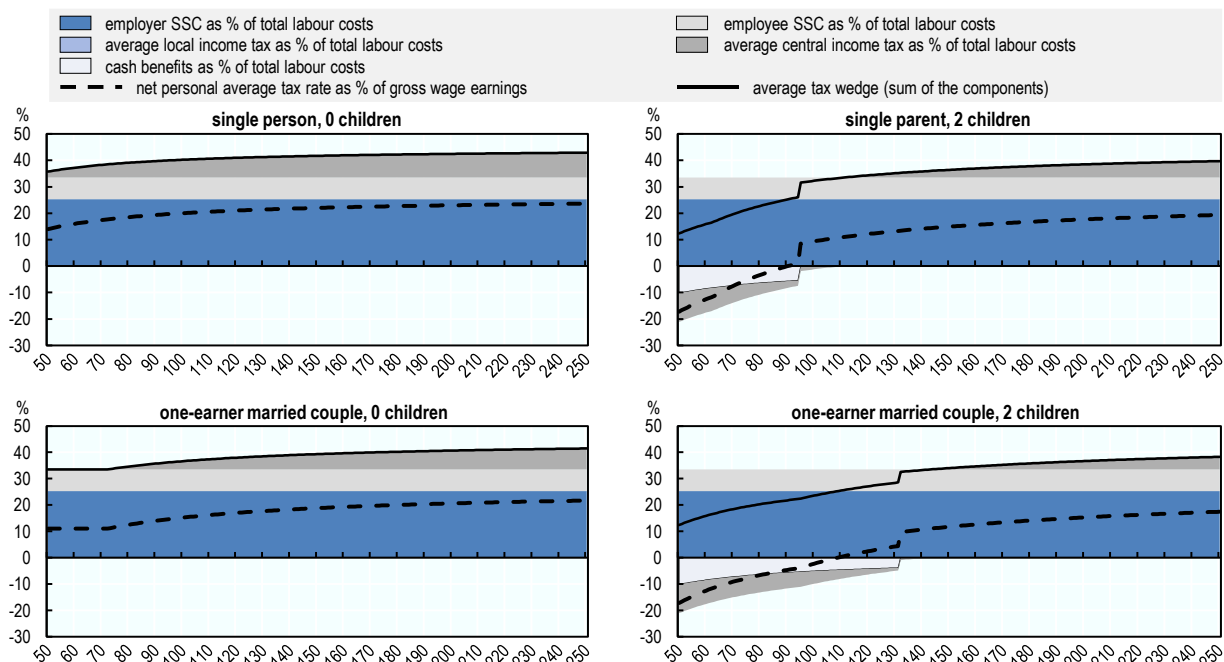 employer SSC as % of total labour costs
employee SSC as % of total labour costs
average local income tax as % of total labour costs
average central income tax as % of total labour costs
cash benefits as % of total labour costs
net personal average tax rate as % of gross wage earnings
average tax wedge (sum of the components)
%
single person, 0 children
50
40
30
20
10
0
-10
-20
-30
50 60 70 80 90 100 110 120 130 140 150 160 170 180 190 200 210 220 230 240 250
%
single parent, 2 children
50
40
30
20
10
0
-10
-20
-30
50 60 70 80 90 100 110 120 130 140 150 160 170 180 190 200 210 220 230 240 250
%
one-earner married couple, 0 children
50
40
30
20
10
0
-10
-20
-30
50 60 70 80 90 100 110 120 130 140 150 160 170 180 190 200 210 220 230 240 250
%
one-earner married couple, 2 children
50
40
30
20
10
0
-10
-20
-30
50 60 70 80 90 100 110 120 130 140 150 160 170 180 190 200 210 220 230 240 250